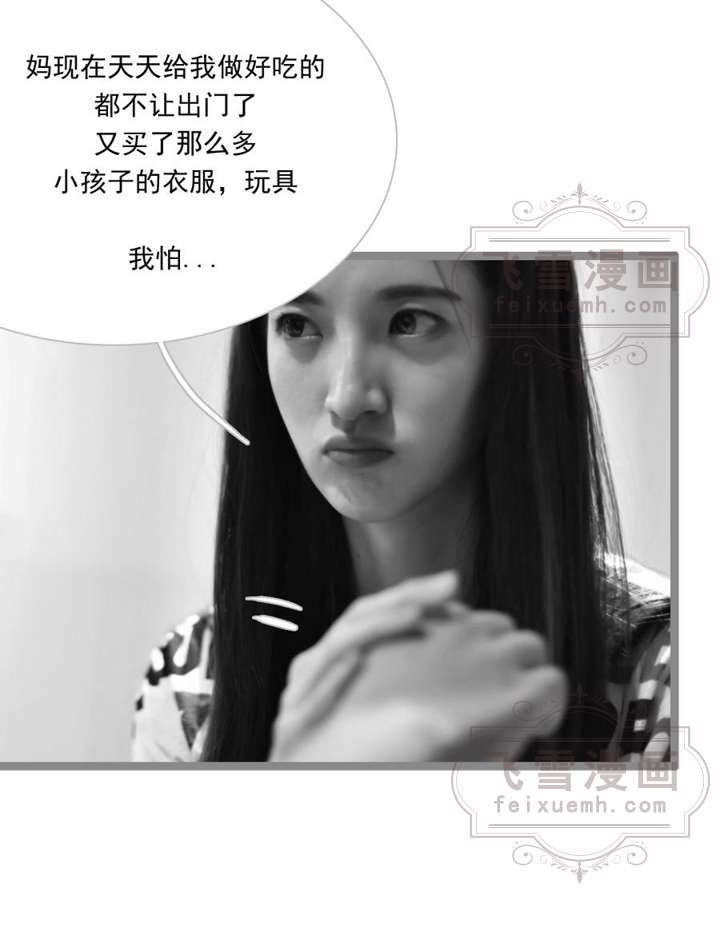 妈现在天天给我做好吃的
都不让出门了
又买了那么多
小孩子的衣服，玩具
我怕...
飞雪漫画
feixuemh.com
飞雪漫画
feixuemh.com